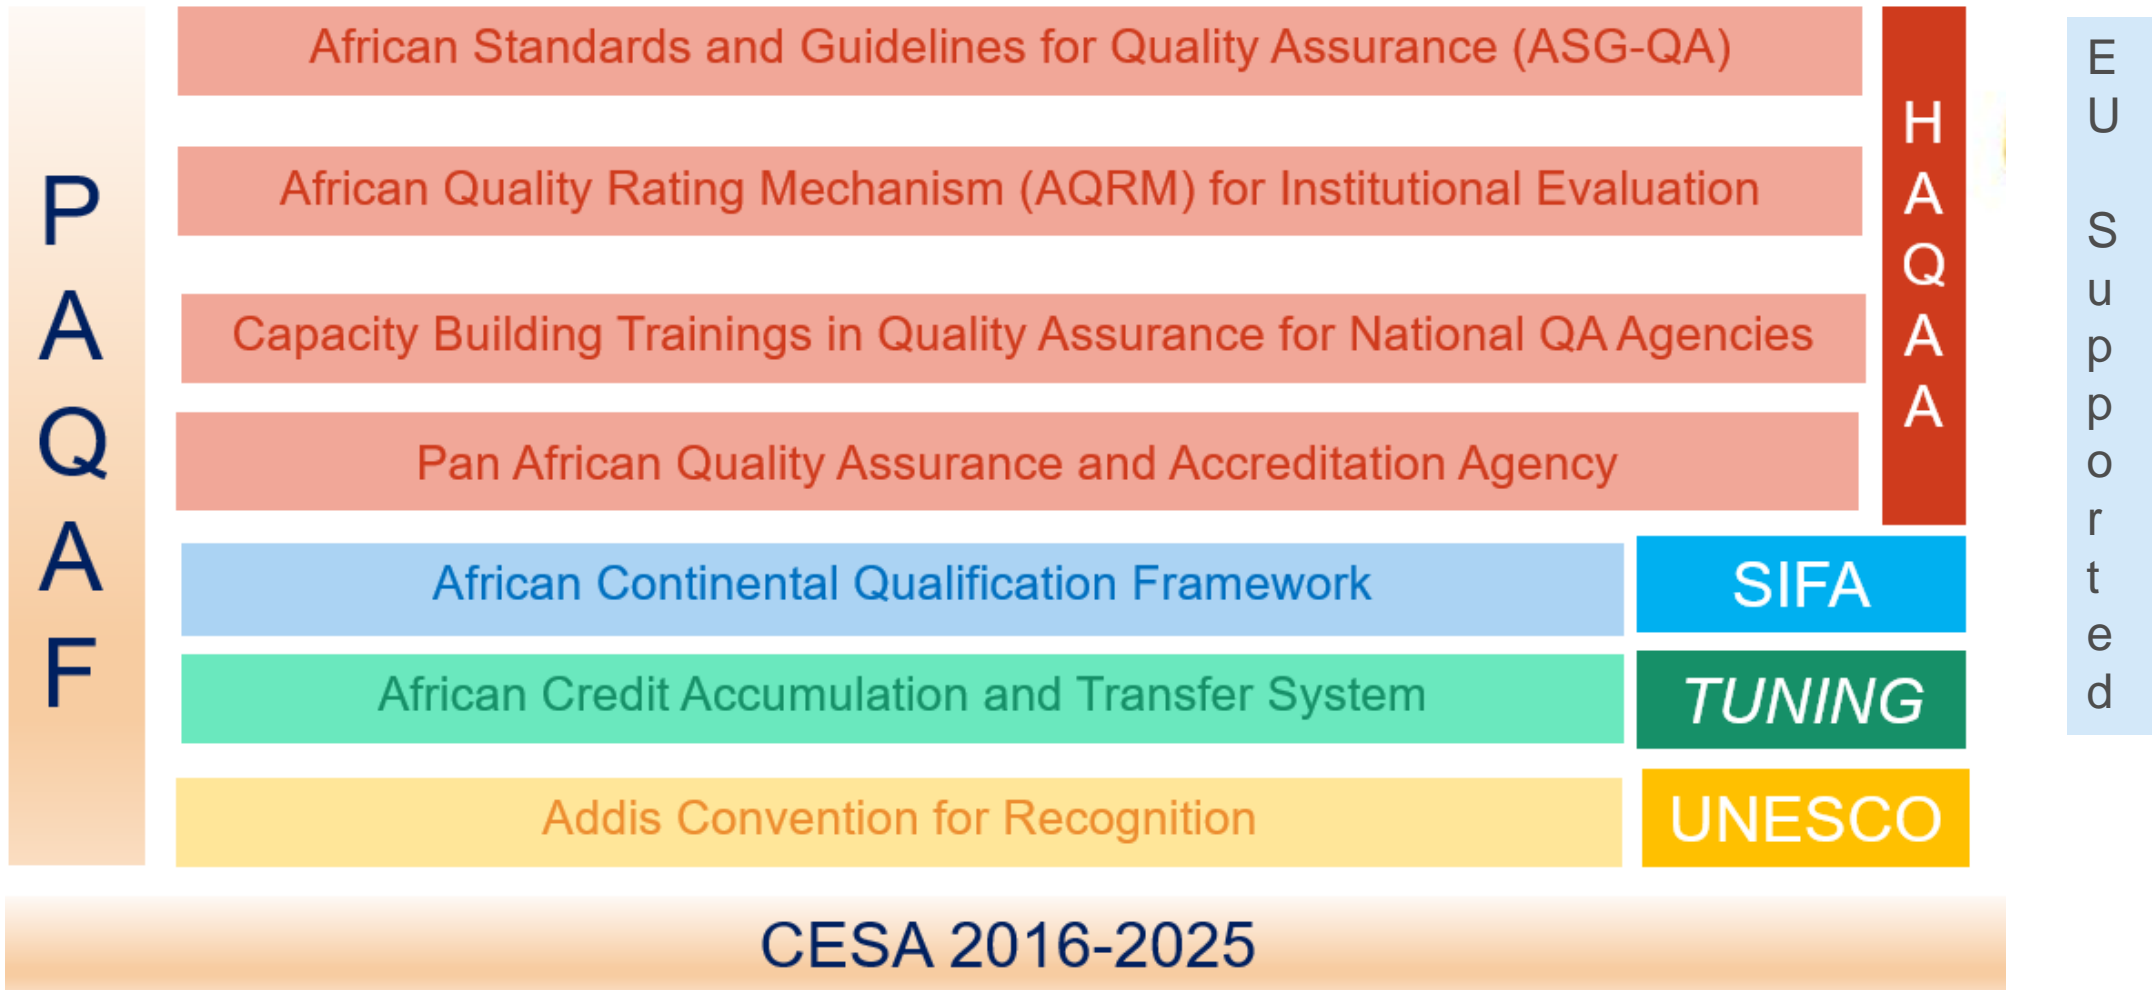 PAQAF
African Standards and Guidelines for Quality Assurance (ASG-QA)
African Quality Rating Mechanism (AQRM) for Institutional Evaluation
Capacity Building Trainings in Quality Assurance for National QA Agencies
Pan African Quality Assurance and Accreditation Agency
HAQAA
African Continental Qualification Framework
SIFA
African Credit Accumulation and Transfer System
TUNING
Addis Convention for Recognition
UNESCO
CESA 2016-2025
EU Supported